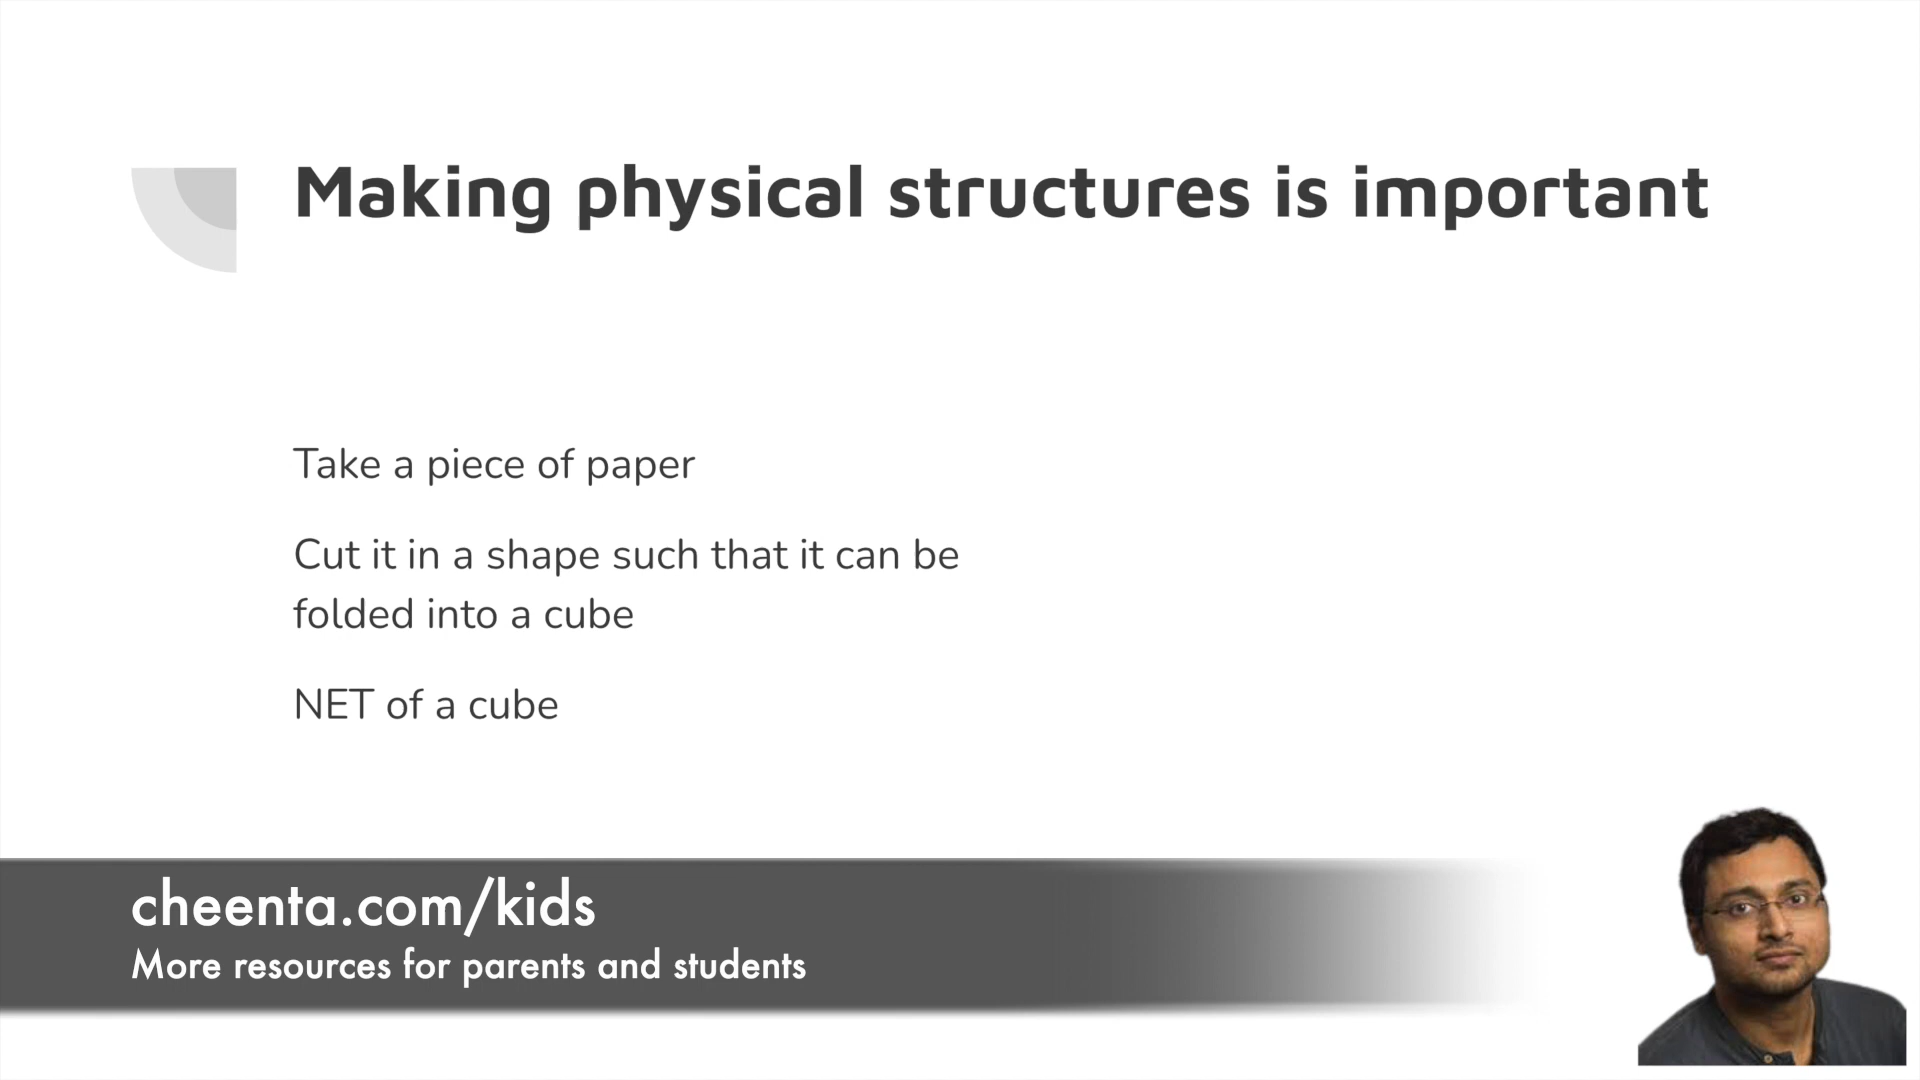 Making physical structures is important
Take a piece of paper
Cut it in a shape such that it can be
folded into a cube
NET of a cube
cheenta.com/kids
More resources for parents and students